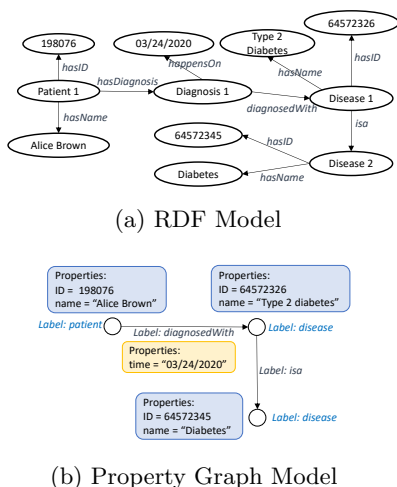 64572326
198076
03/24/2020
Type 2
Diabetes
hasID
happensOn
hasName
hasID
Patient 1
hasDiagnosis
Diagnosis 1
Disease 1
diagnosedWith
hasName
64572345
hasID
isa
Alice Brown
Diabetes
hasName
Disease 2
(a) RDF Model
Properties:
ID = 198076
name = “Alice Brown”
Properties:
ID = 64572326
name = “Type 2 diabetes”
Label: patient
Label: diagnosedWith
Label: disease
Properties:
time = “03/24/2020”
Label: isa
Properties:
ID = 64572345
name = “Diabetes”
Label: disease
(b) Property Graph Model